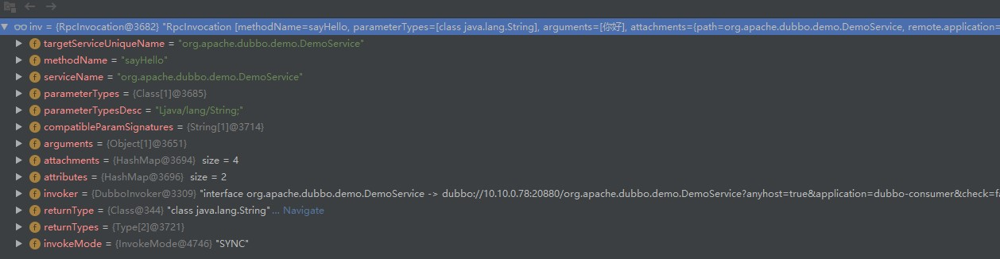 inv = {RpcInvocation@3682} "RpcInvocation [methodName=sayHello, parameterTypes=[class java.lang.String], arguments=[你好], attachments={path=org.apache.dubbo.demo.DemoService, remote.application=
f targetServiceUniqueName = "org.apache.dubbo.demo.DemoService"
f methodName = "sayHello"
f serviceName = "org.apache.dubbo.demo.DemoService"
f parameterTypes = {Class[1]@3685}
f parameterTypesDesc = "Ljava/lang/String;"
f compatibleParamSignatures = {String[1]@3714}
f arguments = {Object[1]@3651}
f attachments = {HashMap@3694} size = 4
f attributes = {HashMap@3696} size = 2
f invoker = {DubboInvoker@3309} "interface org.apache.dubbo.demo.DemoService -> dubbo://10.10.0.78:20880/org.apache.dubbo.demo.DemoService?anyhost=true&application=dubbo-consumer&check=fa
f returnType = {Class@344} "class java.lang.String"... Navigate
f returnTypes = {Type[2]@3721}
f invokeMode = {InvokeMode@4746} "SYNC"